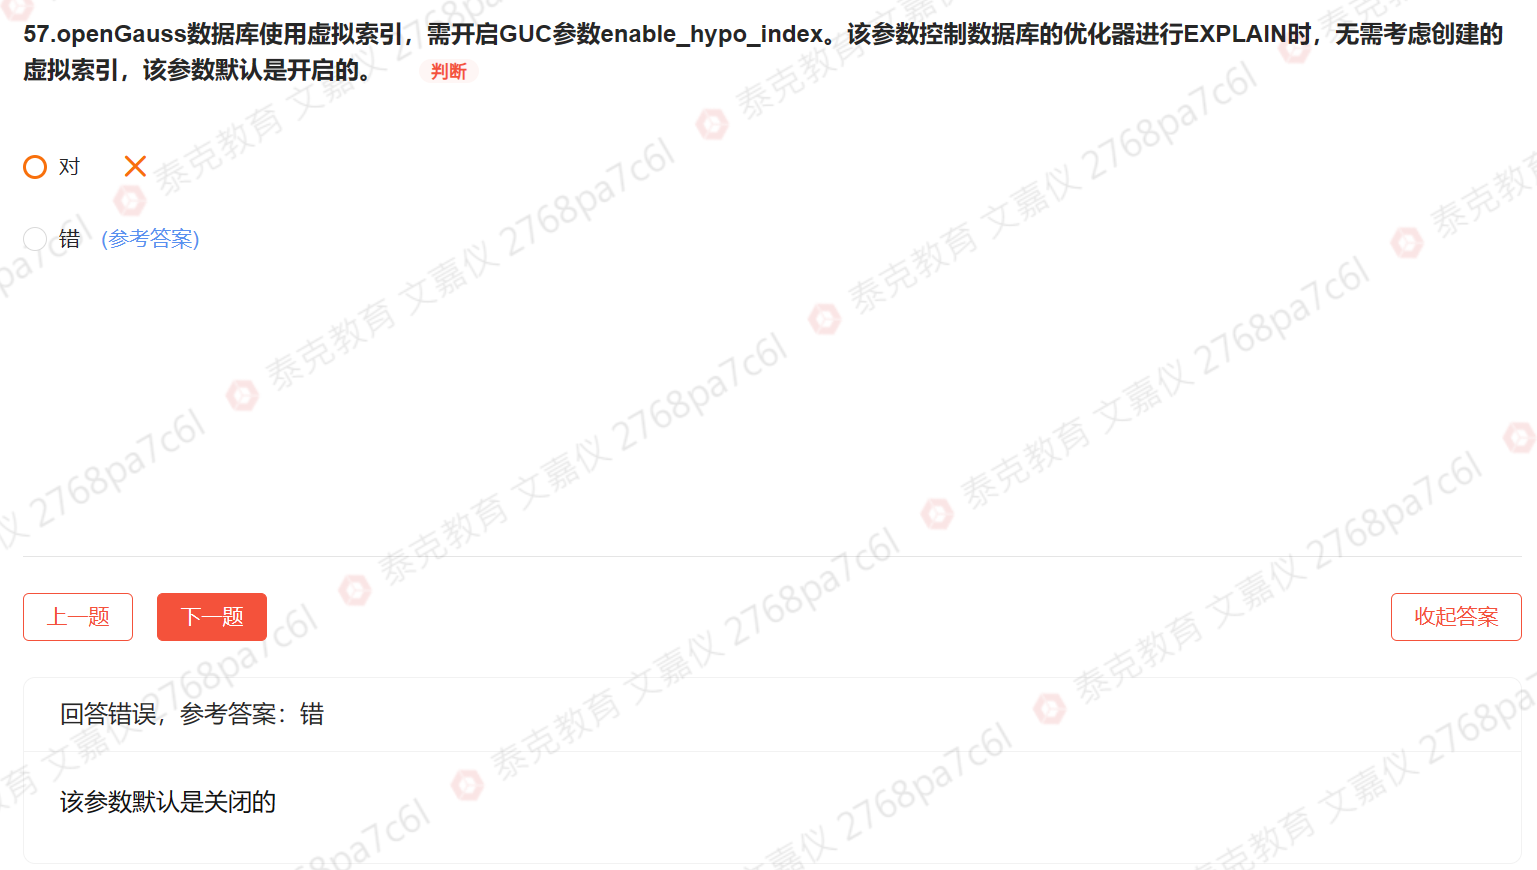 57.openGauss数据库使用虚拟索引，需开启GUC参数enable_hypo_index。该参数控制数据库的优化器进行EXPLAIN时，无需考虑创建的
虚拟索引，该参数默认是开启的。 判断
对
错 (参考答案)
上一题 下一题 收起答案
回答错误，参考答案：错
该参数默认是关闭的
泰克教育 文嘉仪 2768pa7c6l